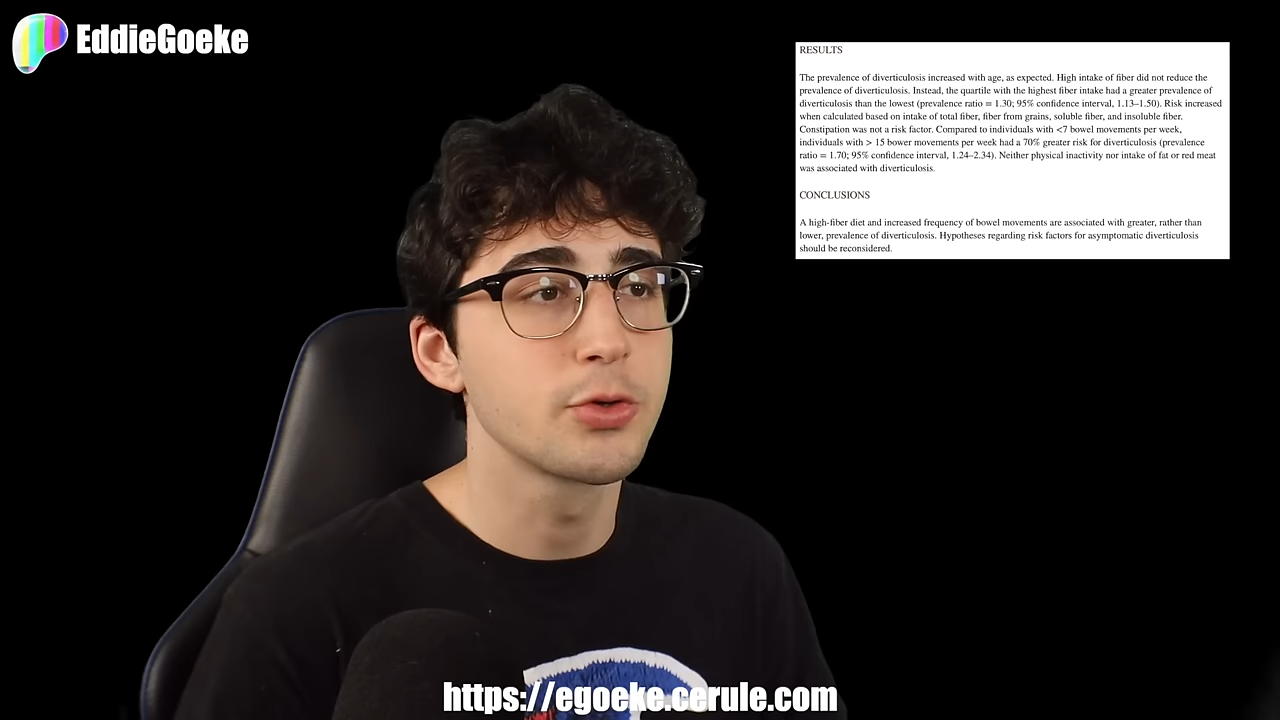 EddieGoeke
RESULTS
The prevalence of diverticulosis increased with age, as expected. High intake of fiber did not reduce the
prevalence of diverticulosis. Instead, the quartile with the highest fiber intake had a greater prevalence of
diverticulosis than the lowest (prevalence ratio = 1.30; 95% confidence interval, 1.13–1.50). Risk increased
when calculated based on intake of total fiber, fiber from grains, soluble fiber, and insoluble fiber.
Constipation was not a risk factor. Compared to individuals with <7 bowel movements per week,
individuals with > 15 bower movements per week had a 70% greater risk for diverticulosis (prevalence
ratio = 1.70; 95% confidence interval, 1.24–2.34). Neither physical inactivity nor intake of fat or red meat
was associated with diverticulosis.
CONCLUSIONS
A high-fiber diet and increased frequency of bowel movements are associated with greater, rather than
lower, prevalence of diverticulosis. Hypotheses regarding risk factors for asymptomatic diverticulosis
should be reconsidered.
https://egoeke.cerule.com